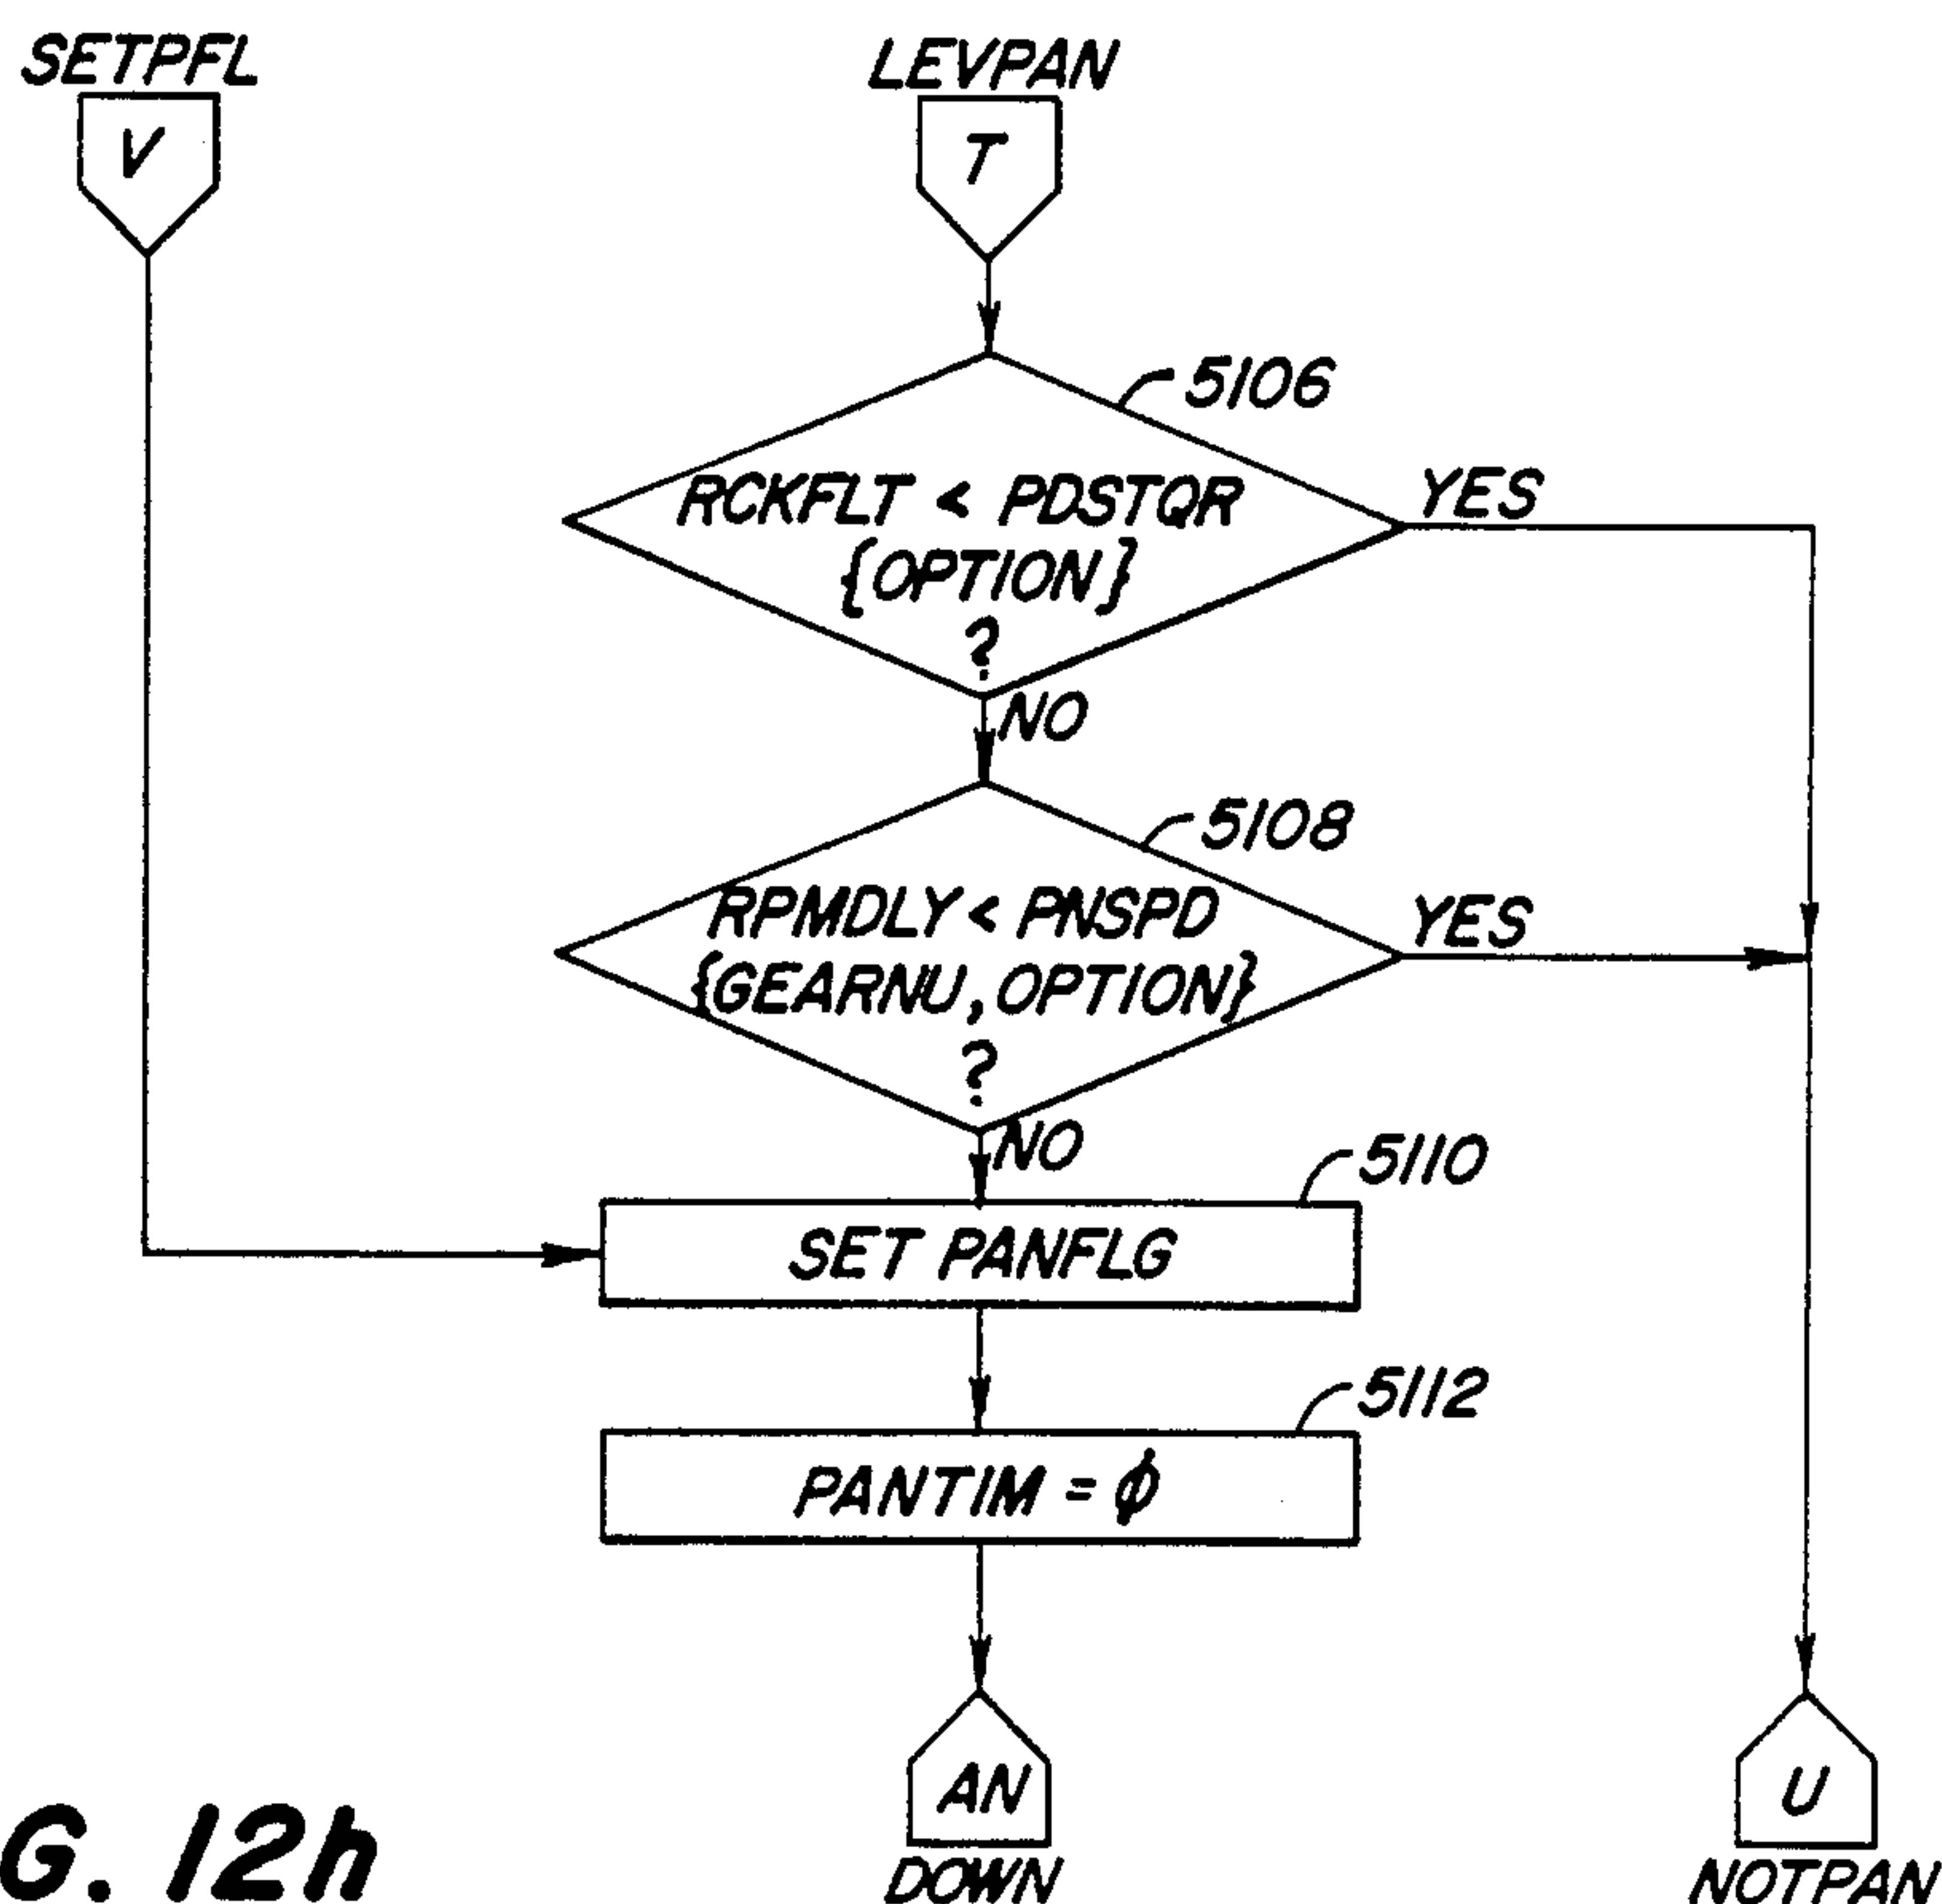 SETPFL
V
LEVPAN
T
5106
RCKFLT < PDSTQR
{OPTION}
?
YES
NO
5108
RPMDLY < PNSPD
{GEARNU, OPTION}
?
YES
NO
5110
SET PANFLG
5112
PANTIM = ϕ
AN
DOWN
U
NOTPAN
G. 12h